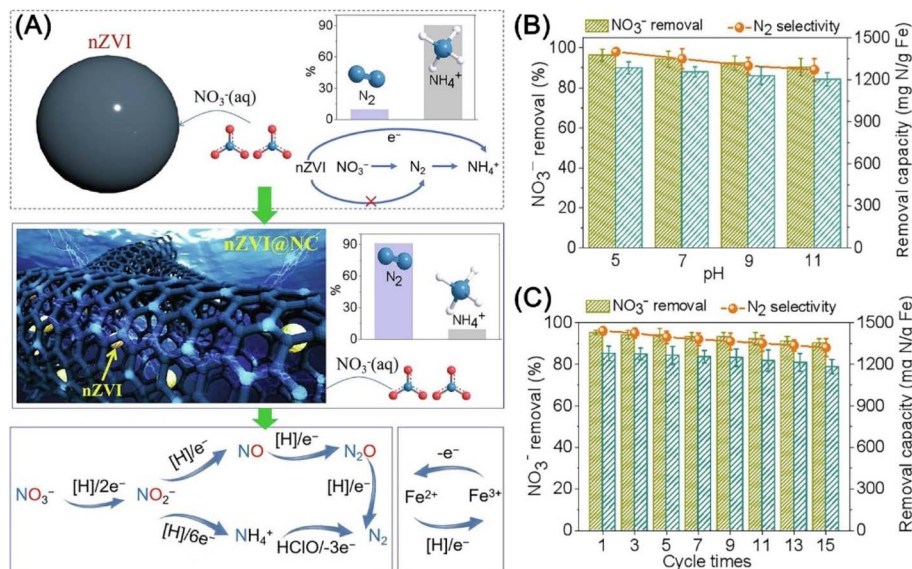 (A)
nZVI
NO₃⁻(aq)
90
60
30
0
%
N₂
NH₄⁺
e⁻
nZVI NO₃⁻ N₂ NH₄⁺
nZVI@NC
nZVI
90
60
30
0
%
N₂
NH₄⁺
NO₃⁻(aq)
NO₃⁻ [H]/2e⁻ NO₂⁻
[H]/e⁻ NO [H]/e⁻ N₂O
[H]/e⁻
[H]/6e⁻ NH₄⁺ HClO/-3e⁻ N₂
-e⁻
Fe²⁺ Fe³⁺
[H]/e⁻
(B)
NO₃⁻ removal N₂ selectivity
NO₃⁻ removal (%)
100
80
60
40
20
0
5 7 9 11
pH
1500
1200
900
600
300
0
Removal capacity (mg N/g Fe)
(C)
NO₃⁻ removal N₂ selectivity
NO₃⁻ removal (%)
100
80
60
40
20
0
1 3 5 7 9 11 13 15
Cycle times
1500
1200
900
600
300
0
Removal capacity (mg N/g Fe)